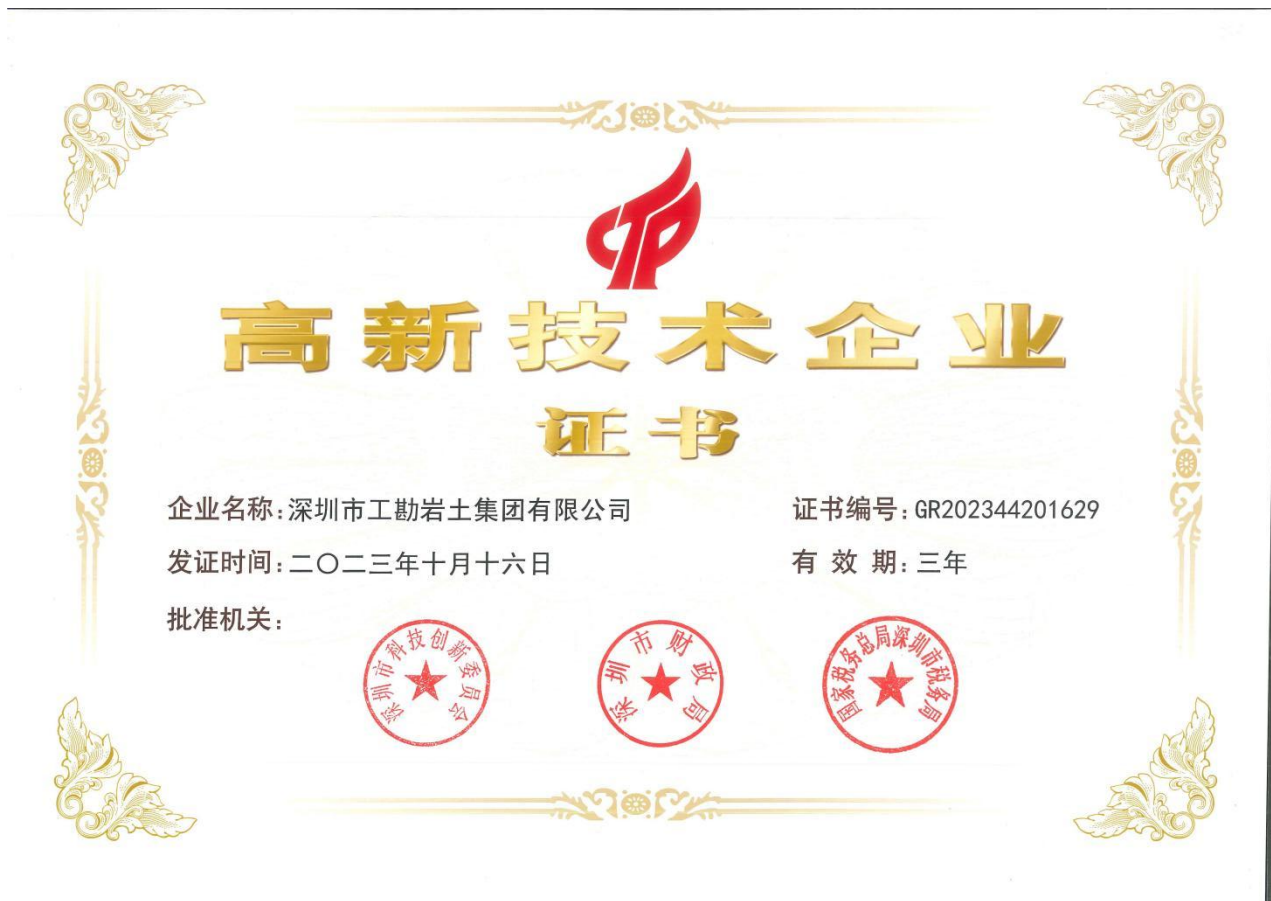 CTP
高新技术企业
证书
企业名称:深圳市工勘岩土集团有限公司
证书编号:GR202344201629
发证时间:二〇二三年十月十六日
有 效 期:三年
批准机关:
深圳市科技创新委员会
深圳市财政局
国家税务总局深圳市税务局